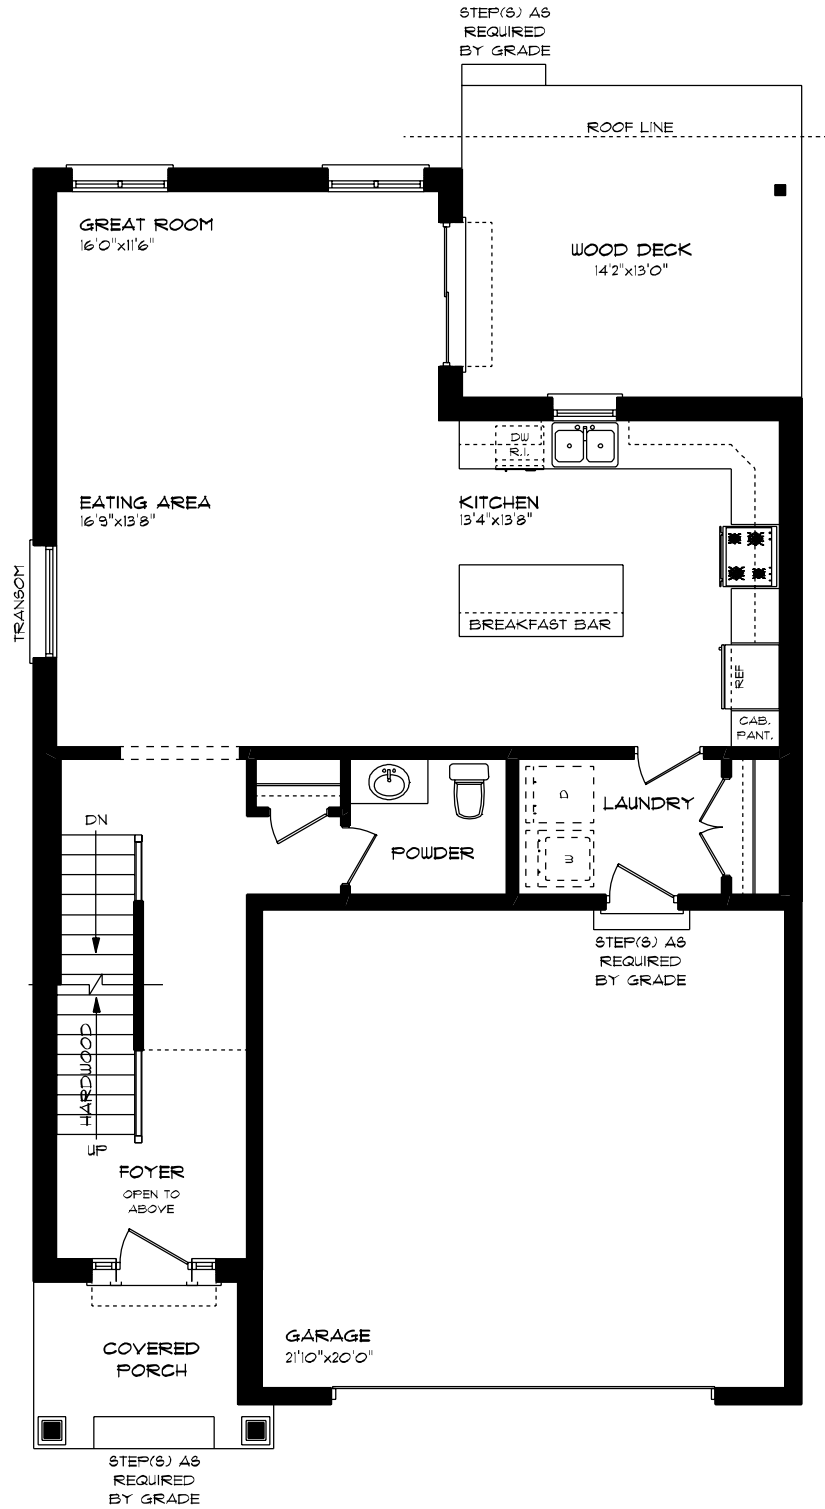 STEP(S) AS
REQUIRED
BY GRADE
ROOF LINE
GREAT ROOM
16'0"x11'6"
WOOD DECK
14'2"x13'0"
DW
R.I.
EATING AREA
16'9"x13'8"
KITCHEN
13'4"x13'8"
TRANSOM
BREAKFAST BAR
REF
CAB.
PANT.
D
LAUNDRY
DN
POWDER
W
STEP(S) AS
REQUIRED
BY GRADE
HARDWOOD
UP
FOYER
OPEN TO
ABOVE
GARAGE
21'10"x20'0"
COVERED
PORCH
STEP(S) AS
REQUIRED
BY GRADE